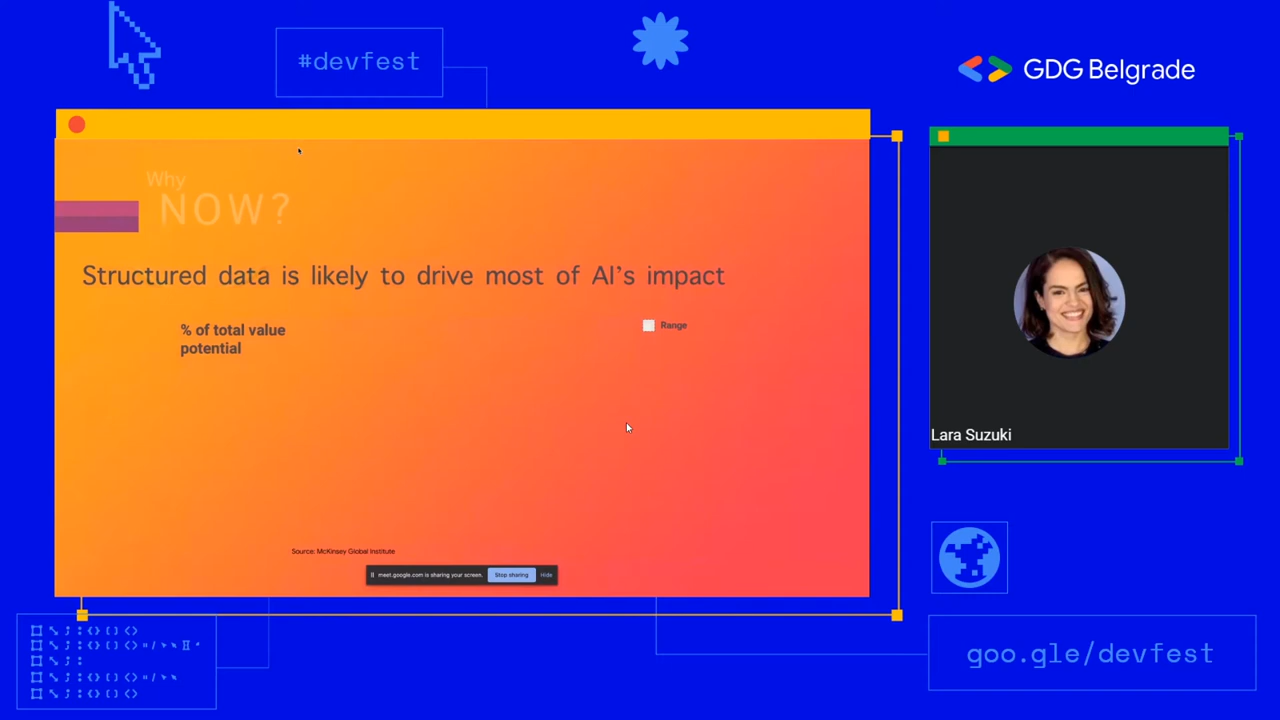 #devfest
GDG Belgrade
Why
NOW?
Structured data is likely to drive most of AI’s impact
% of total value
potential
Range
Lara Suzuki
Source: McKinsey Global Institute
meet.google.com is sharing your screen.
Stop sharing
Hide
goo.gle/devfest